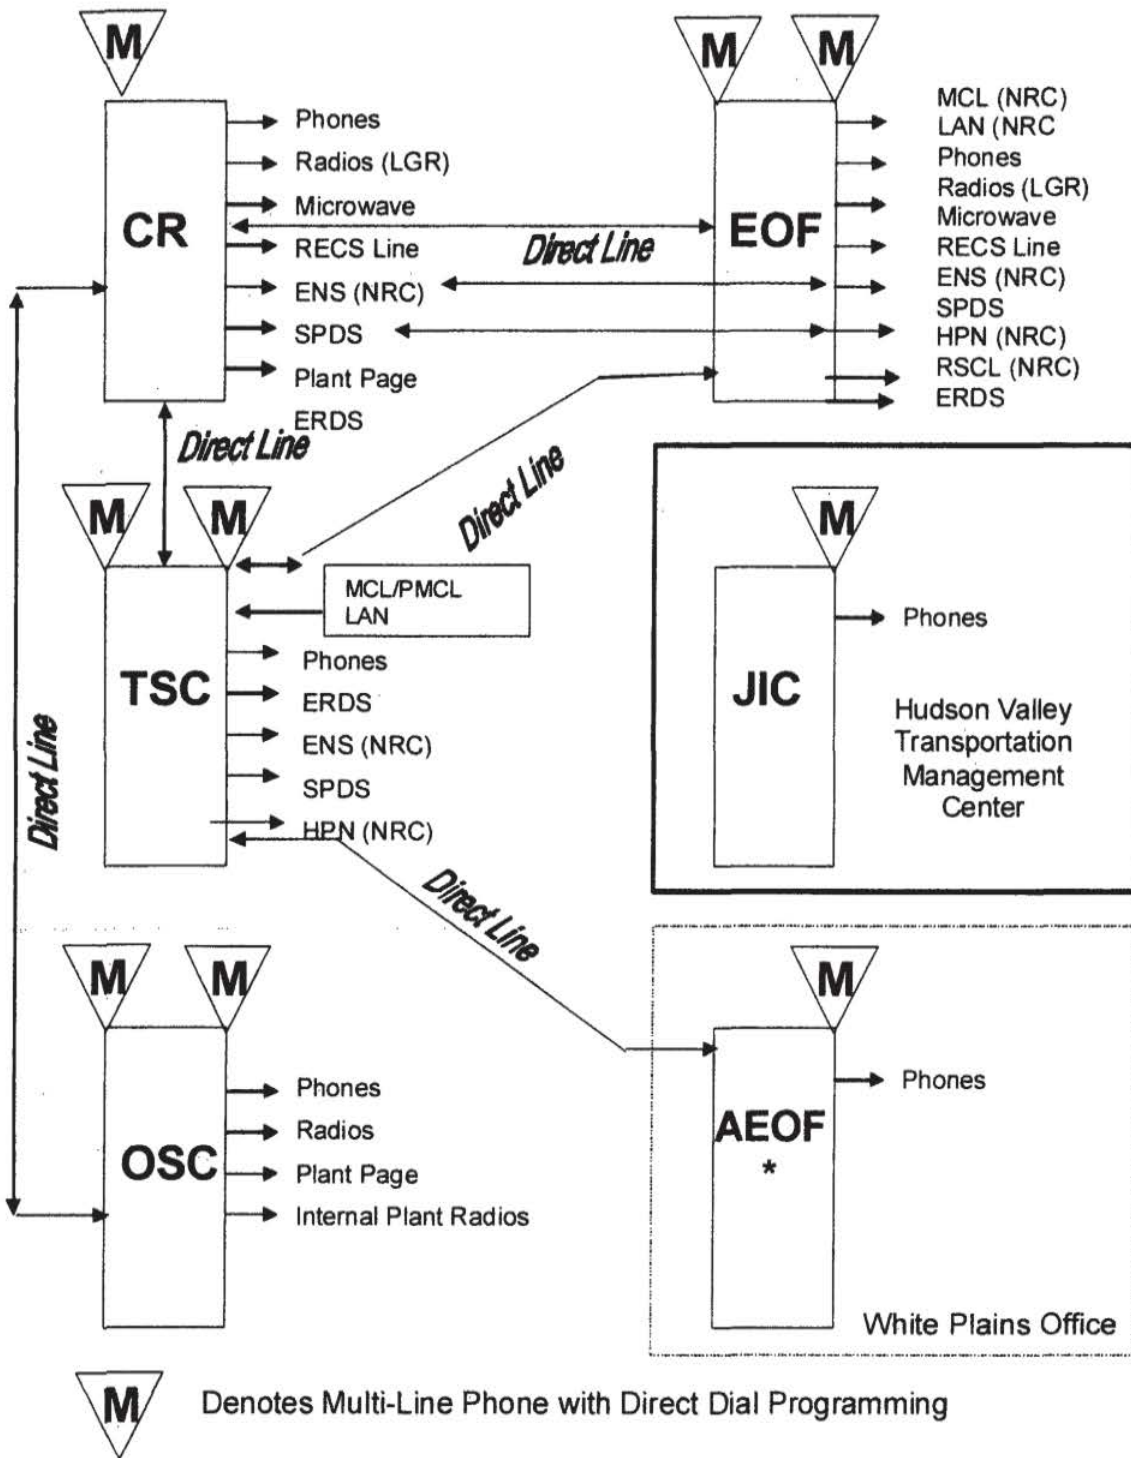 M
M
M
CR
Phones
Radios (LGR)
Microwave
RECS Line
ENS (NRC)
SPDS
Plant Page
ERDS
Direct Line
EOF
MCL (NRC)
LAN (NRC
Phones
Radios (LGR)
Microwave
RECS Line
ENS (NRC)
SPDS
HPN (NRC)
RSCL (NRC)
ERDS
Direct Line
Direct Line
Direct Line
M
M
TSC
MCL/PMCL
LAN
Phones
ERDS
ENS (NRC)
SPDS
HPN (NRC)
M
JIC
Phones
Hudson Valley
Transportation
Management
Center
Direct Line
M
M
OSC
Phones
Radios
Plant Page
Internal Plant Radios
M
AEOF
*
Phones
White Plains Office
M
Denotes Multi-Line Phone with Direct Dial Programming